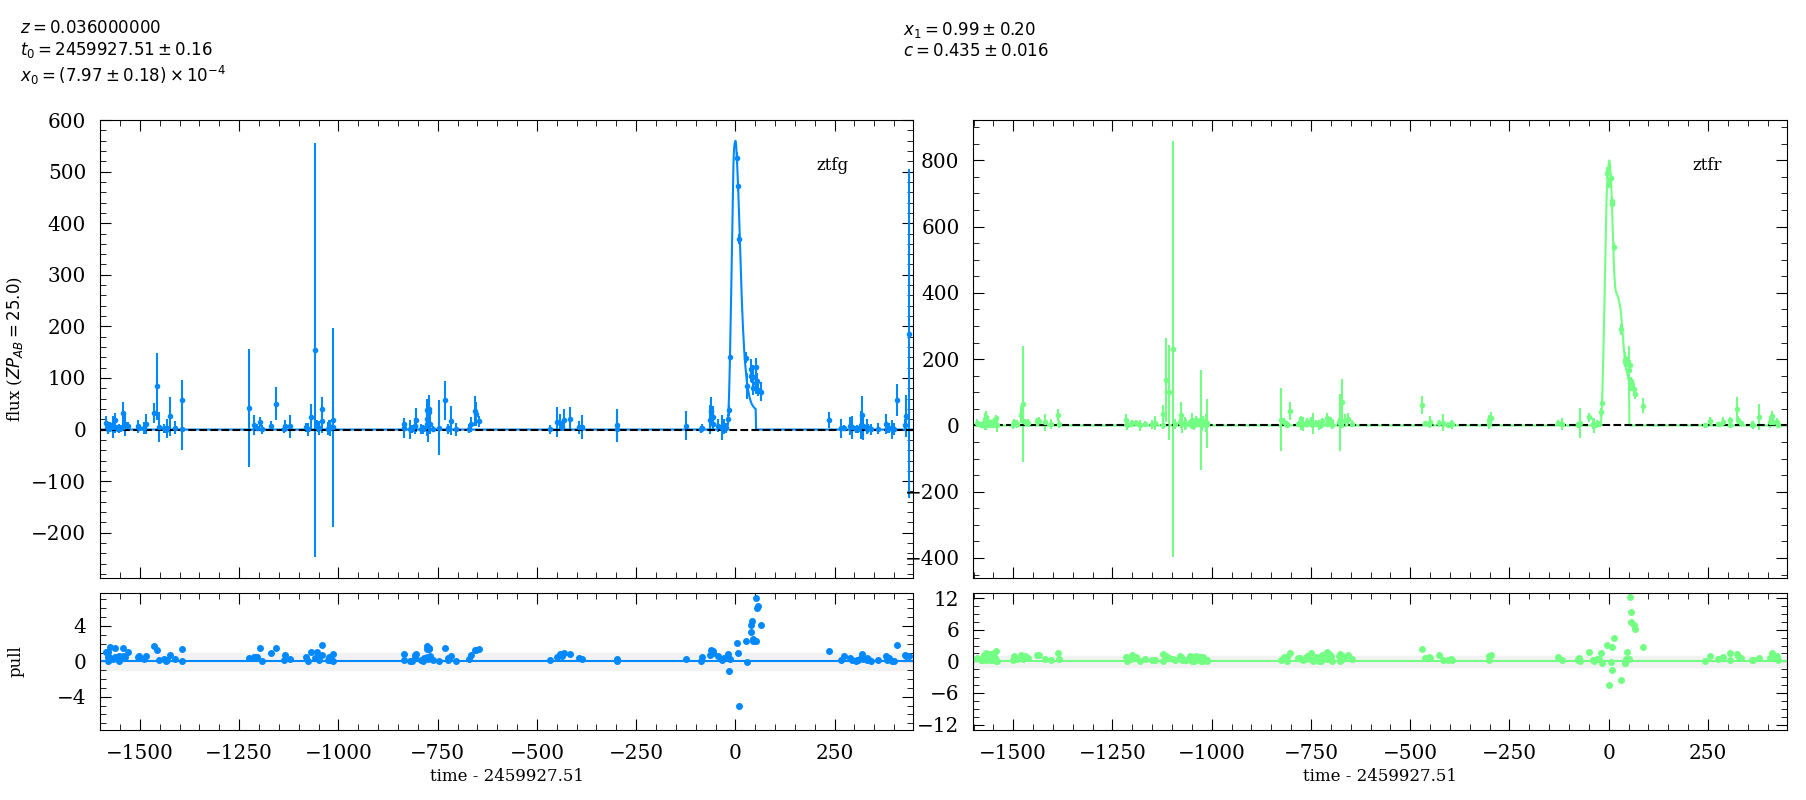 z = 0.036000000
t₀ = 2459927.51 ± 0.16
x₀ = (7.97 ± 0.18) × 10⁻⁴
x₁ = 0.99 ± 0.20
c = 0.435 ± 0.016
flux (ZP_AB = 25.0)
600
500
400
300
200
100
0
−100
−200
ztfg
800
600
400
200
0
−200
−400
ztfr
pull
4
0
−4
12
6
0
−6
−12
−1500 −1250 −1000 −750 −500 −250 0 250
time - 2459927.51
−1500 −1250 −1000 −750 −500 −250 0 250
time - 2459927.51